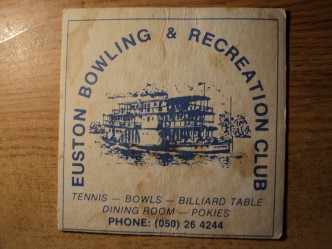 EUSTON BOWLING & RECREATION CLUB
TENNIS — BOWLS — BILLIARD TABLE
DINING ROOM — POKIES
PHONE: (050) 26 4244